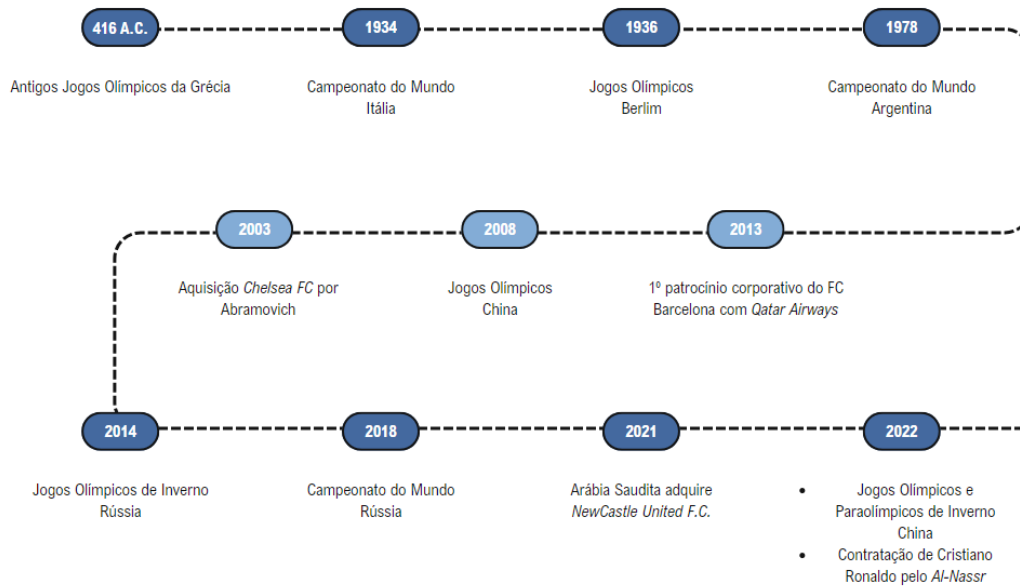 416 A.C.
Antigos Jogos Olímpicos da Grécia
1934
Campeonato do Mundo
Itália
1936
Jogos Olímpicos
Berlim
1978
Campeonato do Mundo
Argentina
2003
Aquisição Chelsea FC por
Abramovich
2008
Jogos Olímpicos
China
2013
1º patrocínio corporativo do FC
Barcelona com Qatar Airways
2014
Jogos Olímpicos de Inverno
Rússia
2018
Campeonato do Mundo
Rússia
2021
Arábia Saudita adquire
NewCastle United F.C.
2022
• Jogos Olímpicos e
Paraolímpicos de Inverno
China
• Contratação de Cristiano
Ronaldo pelo Al-Nassr